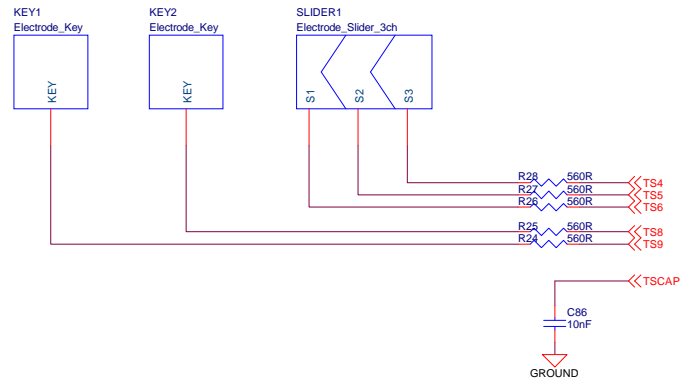 KEY1
Electrode_Key
KEY
KEY2
Electrode_Key
KEY
SLIDER1
Electrode_Slider_3ch
S1
S2
S3
R28 560R TS4
R27 560R TS5
R26 560R TS6
R25 560R TS8
R24 560R TS9
TSCAP
C86
10nF
GROUND